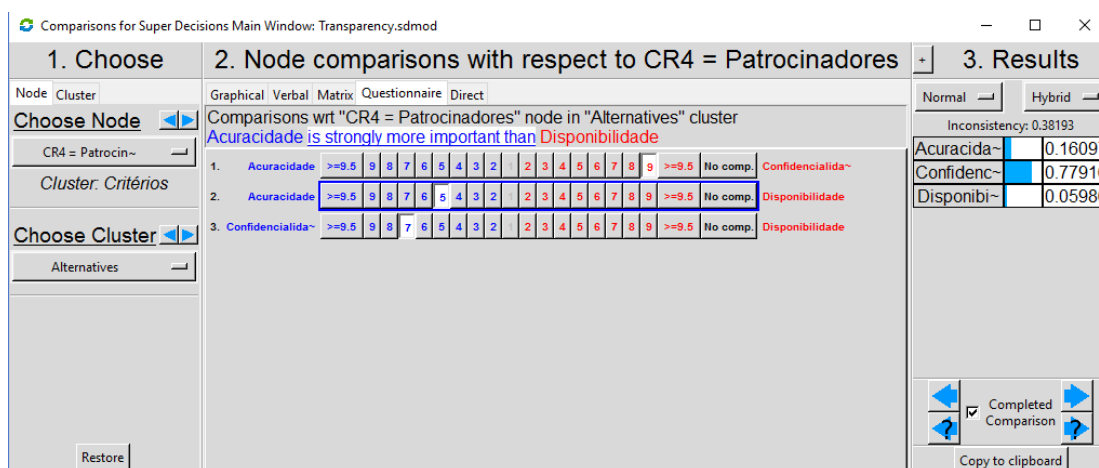 Comparisons for Super Decisions Main Window: Transparency.sdmod
1. Choose
2. Node comparisons with respect to CR4 = Patrocinadores
+ 3. Results
Node Cluster
Choose Node
CR4 = Patrocin~
Cluster: Critérios
Choose Cluster
Alternatives
Restore
Graphical Verbal Matrix Questionnaire Direct
Comparisons wrt "CR4 = Patrocinadores" node in "Alternatives" cluster
Acuracidade is strongly more important than Disponibilidade
1. Acuracidade >=9.5 9 8 7 6 5 4 3 2 1 2 3 4 5 6 7 8 9 >=9.5 No comp. Confidencialida~
2. Acuracidade >=9.5 9 8 7 6 5 4 3 2 1 2 3 4 5 6 7 8 9 >=9.5 No comp. Disponibilidade
3. Confidencialida~ >=9.5 9 8 7 6 5 4 3 2 1 2 3 4 5 6 7 8 9 >=9.5 No comp. Disponibilidade
Normal Hybrid
Inconsistency: 0.38193
Acuracida~ 0.1609
Confidenc~ 0.7791
Disponibi~ 0.0598
Completed
Comparison
? ?
Copy to clipboard